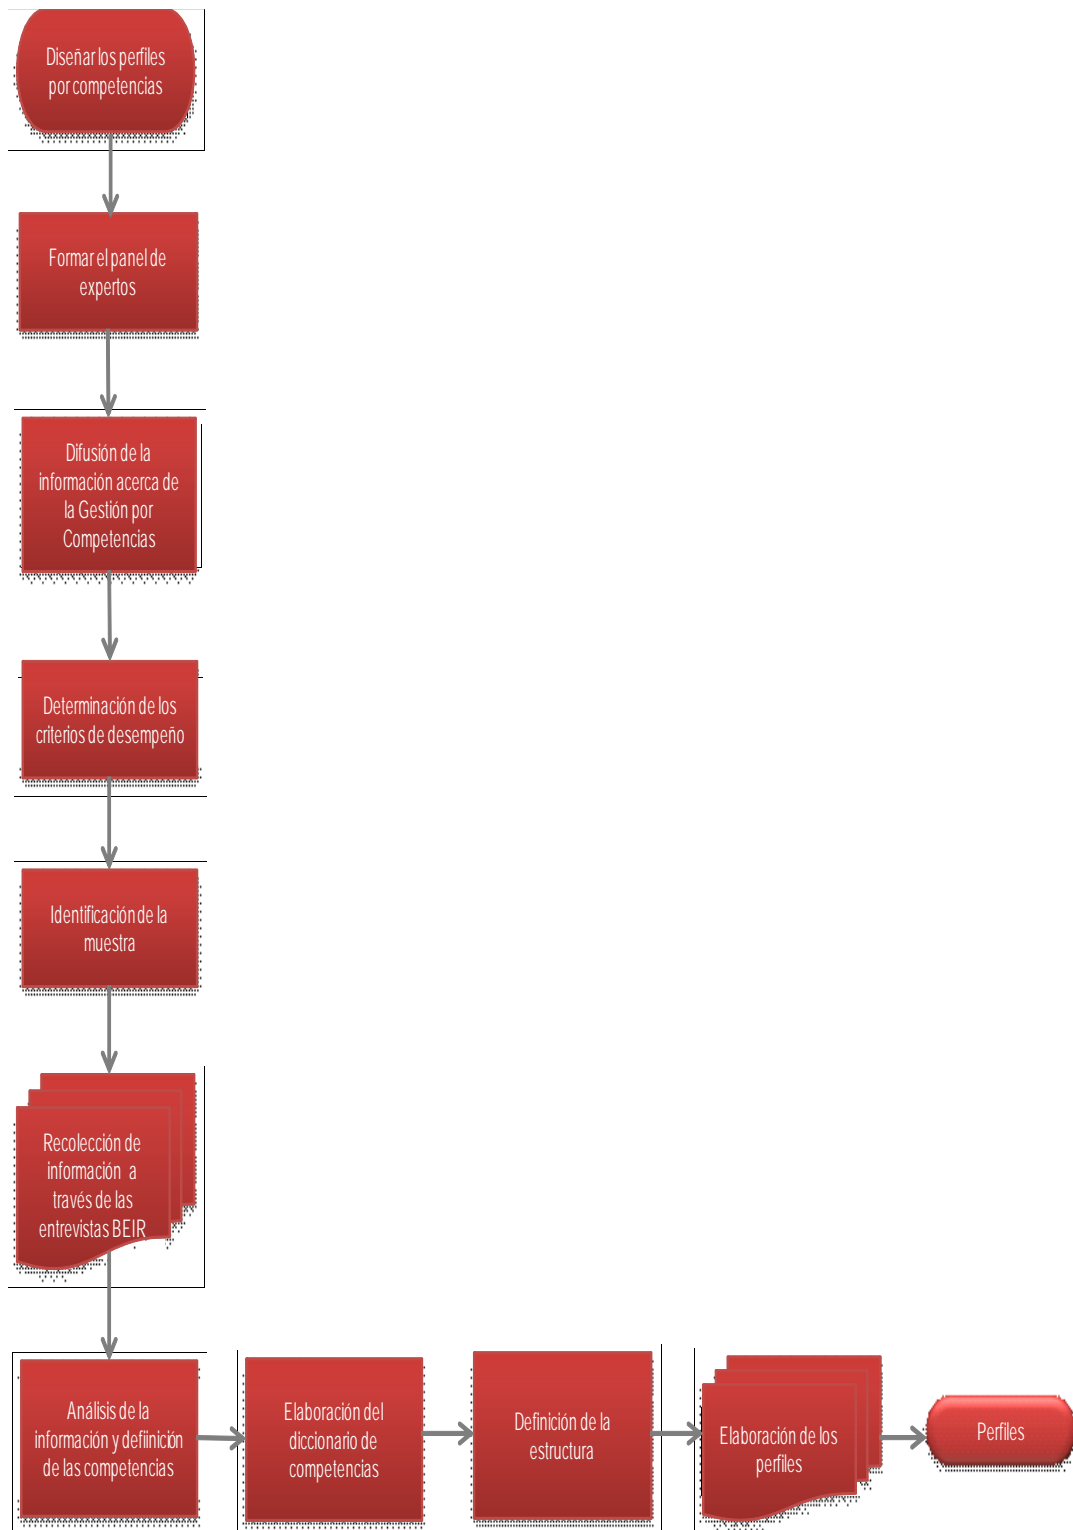 Diseñar los perfiles
por competencias
Formar el panel de
expertos
Difusión de la
información acerca de
la Gestión por
Competencias
Determinación de los
criterios de desempeño
Identificación de la
muestra
Recolección de
información a
través de las
entrevistas BEIR
Análisis de la
información y defiinición
de las competencias
Elaboración del
diccionario de
competencias
Definición de la
estructura
Elaboración de los
perfiles
Perfiles